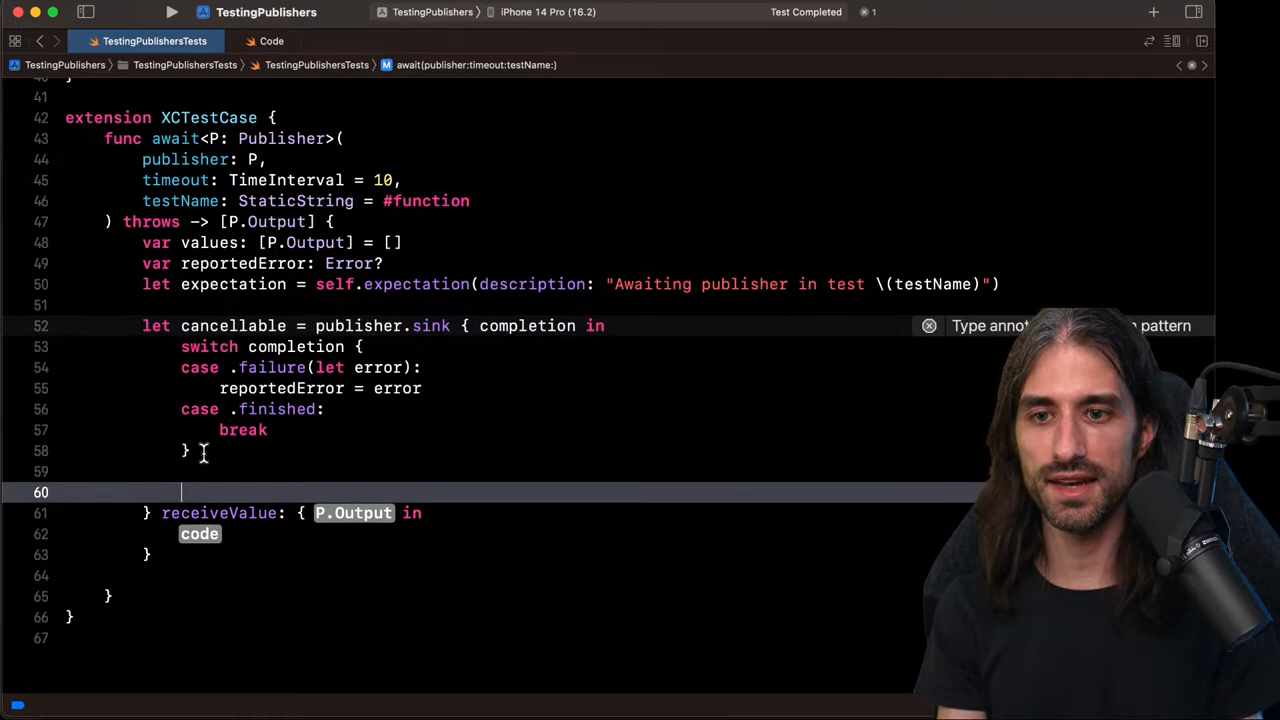 TestingPublishers
TestingPublishers
iPhone 14 Pro (16.2)
Test Completed
1
TestingPublishersTests
Code
TestingPublishers
TestingPublishersTests
TestingPublishersTests
M
await(publisher:timeout:testName:)
41
42 extension XCTestCase {
43 func await<P: Publisher>(
44 publisher: P,
45 timeout: TimeInterval = 10,
46 testName: StaticString = #function
47 ) throws -> [P.Output] {
48 var values: [P.Output] = []
49 var reportedError: Error?
50 let expectation = self.expectation(description: "Awaiting publisher in test \(testName)")
51
52 let cancellable = publisher.sink { completion in
Type pattern
53 switch completion {
54 case .failure(let error):
55 reportedError = error
56 case .finished:
57 break
58 }
59
60
61 } receiveValue: { P.Output in
62 code
63 }
64
65 }
66 }
67